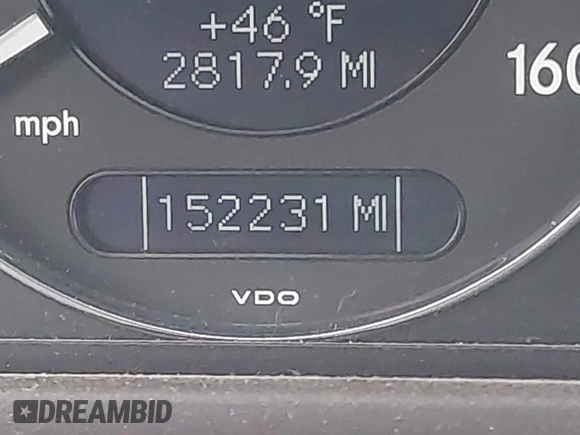 +46 °F
2817.9 MI
160
mph
152231 MI
VDO
DREAMBID